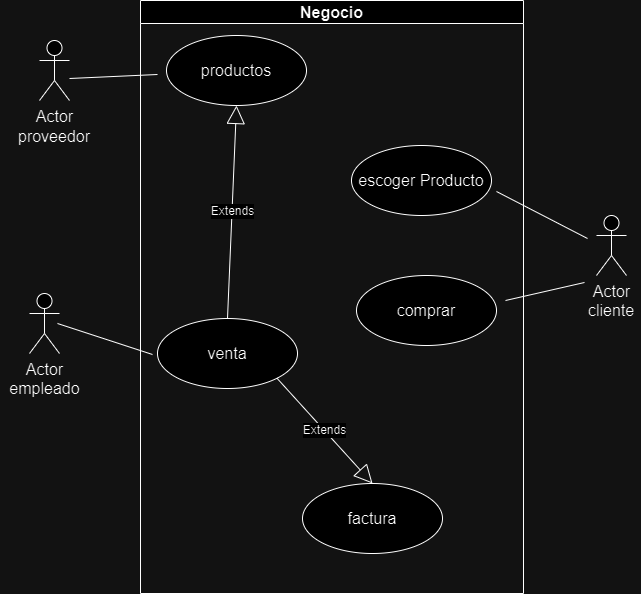 Negocio
productos
Actor
proveedor
escoger Producto
Extends
Actor
cliente
comprar
venta
Actor
empleado
Extends
factura